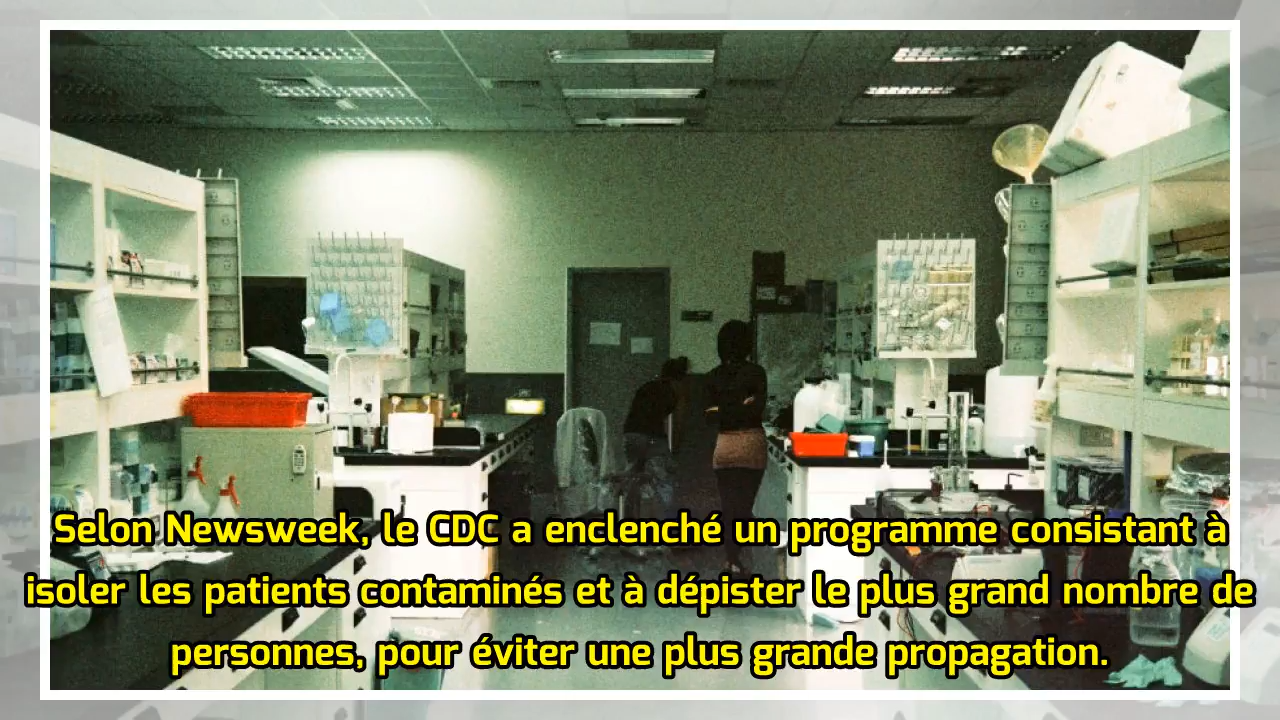 Selon Newsweek, le CDC a enclenché un programme consistant à
isoler les patients contaminés et à dépister le plus grand nombre de
personnes, pour éviter une plus grande propagation.